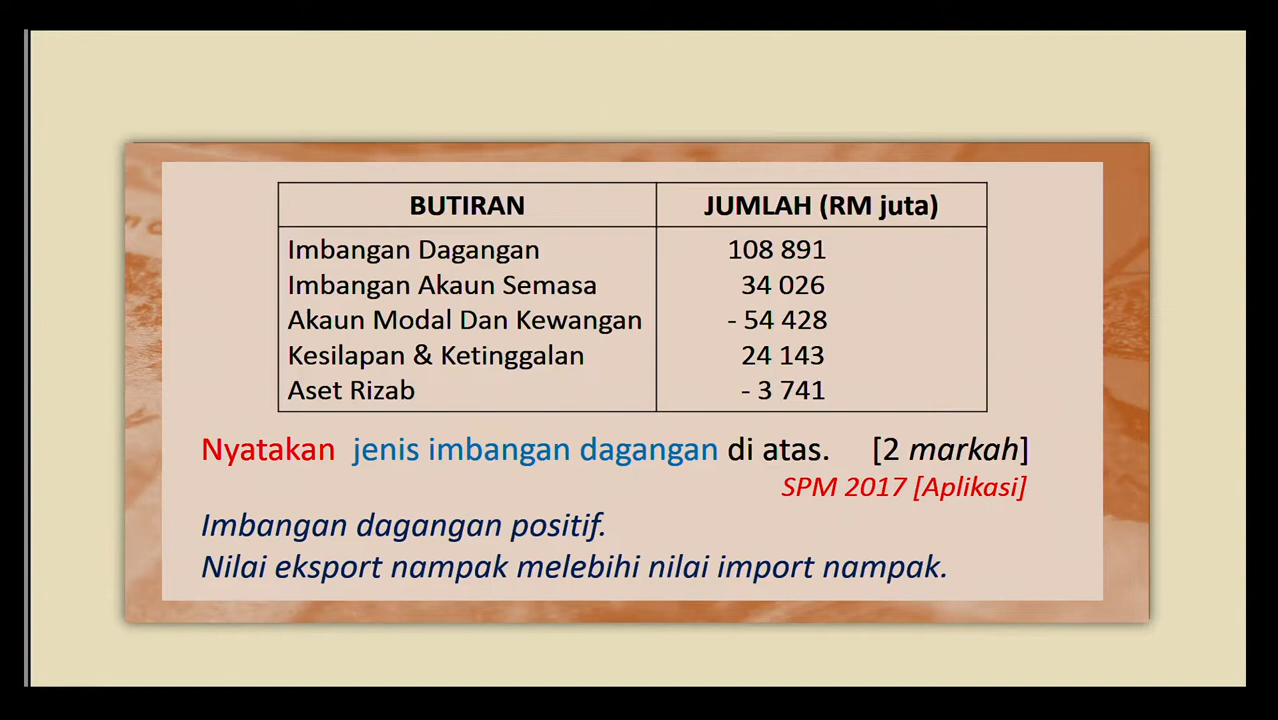 BUTIRAN JUMLAH (RM juta)
Imbangan Dagangan 108 891
Imbangan Akaun Semasa 34 026
Akaun Modal Dan Kewangan - 54 428
Kesilapan & Ketinggalan 24 143
Aset Rizab - 3 741
Nyatakan jenis imbangan dagangan di atas. [2 markah]
SPM 2017 [Aplikasi]
Imbangan dagangan positif.
Nilai eksport nampak melebihi nilai import nampak.